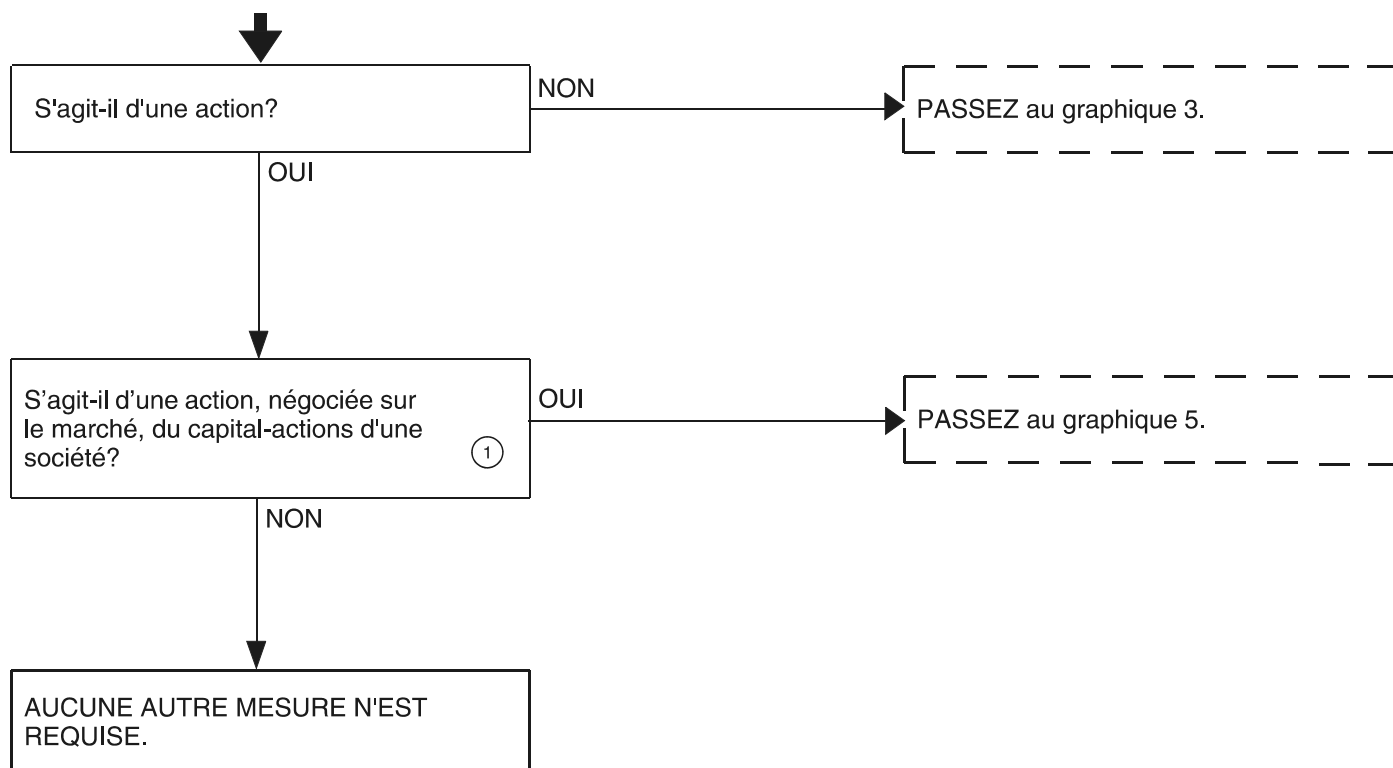 S'agit-il d'une action?
NON
PASSEZ au graphique 3.
OUI
S'agit-il d'une action, négociée sur
le marché, du capital-actions d'une
société?
1
OUI
PASSEZ au graphique 5.
NON
AUCUNE AUTRE MESURE N'EST
REQUISE.